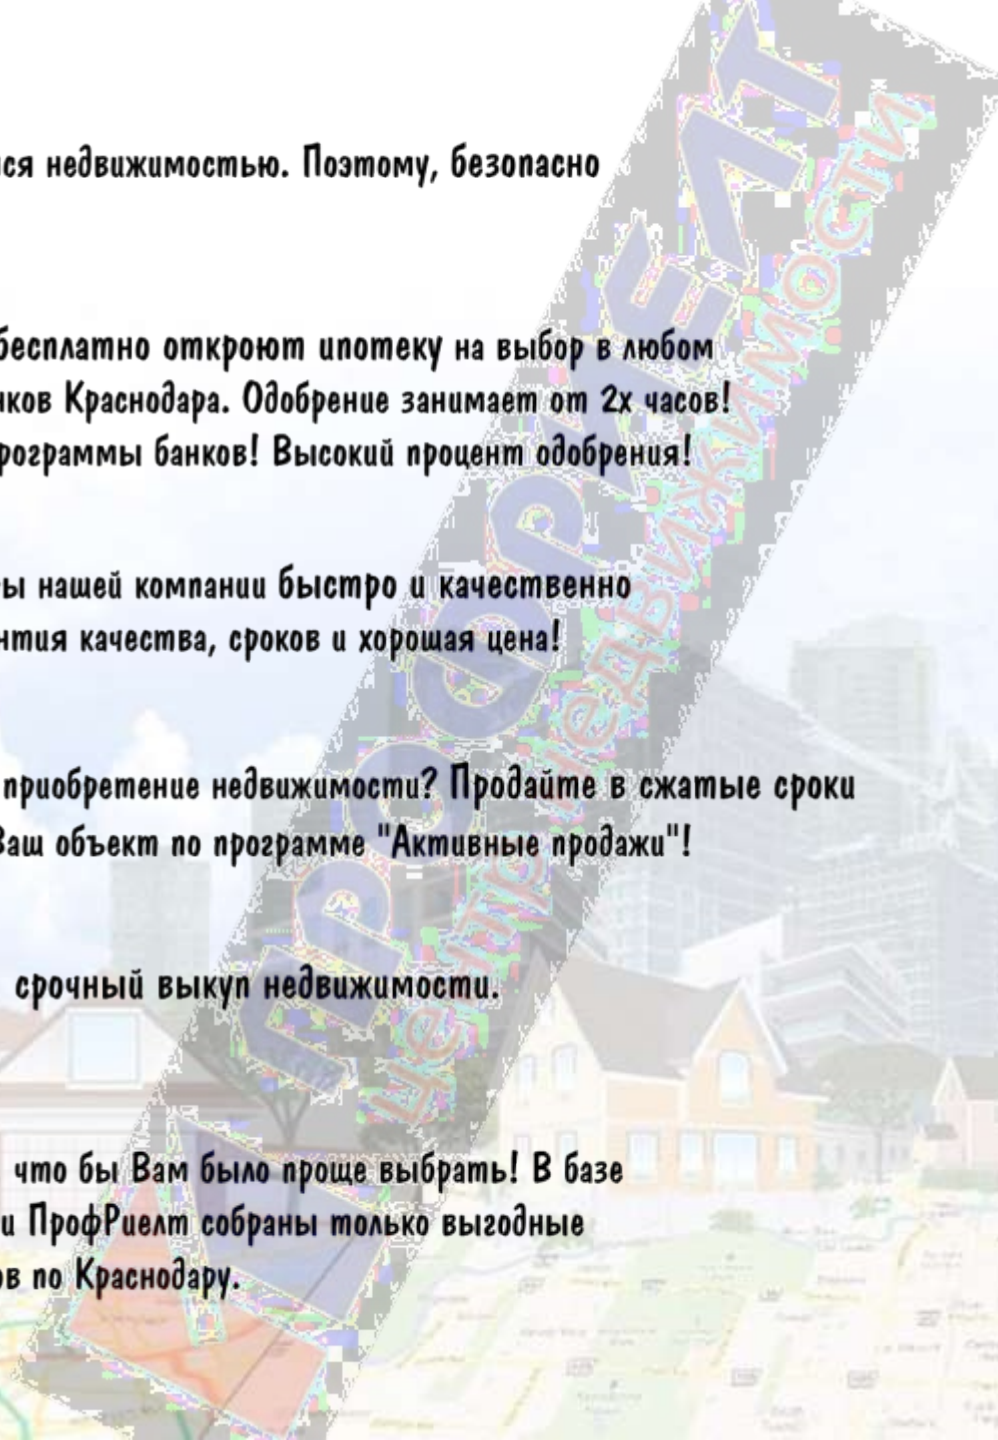 ся недвижимостью. Поэтому, безопасно
бесплатно откроют ипотеку на выбор в любом
нков Краснодара. Одобрение занимает от 2х часов!
рограммы банков! Высокий процент одобрения!
ы нашей компании быстро и качественно
нтия качества, сроков и хорошая цена!
приобретение недвижимости? Продайте в сжатые сроки
Ваш объект по программе "Активные продажи"!
срочный выкуп недвижимости.
что бы Вам было проще выбрать! В базе
и ПрофРиелт собраны только выгодные
ов по Краснодару.
ПРОФРИЕЛТ
центр недвижимости